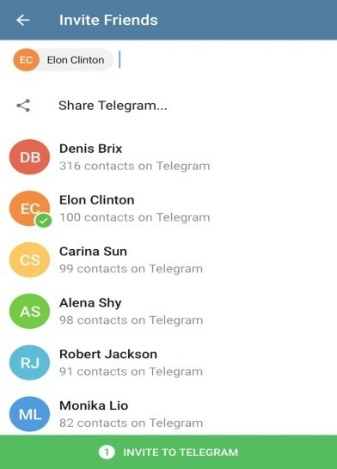 Invite Friends
EC Elon Clinton
Share Telegram...
DB Denis Brix
316 contacts on Telegram
EC Elon Clinton
100 contacts on Telegram
CS Carina Sun
99 contacts on Telegram
AS Alena Shy
98 contacts on Telegram
RJ Robert Jackson
91 contacts on Telegram
ML Monika Lio
82 contacts on Telegram
1 INVITE TO TELEGRAM